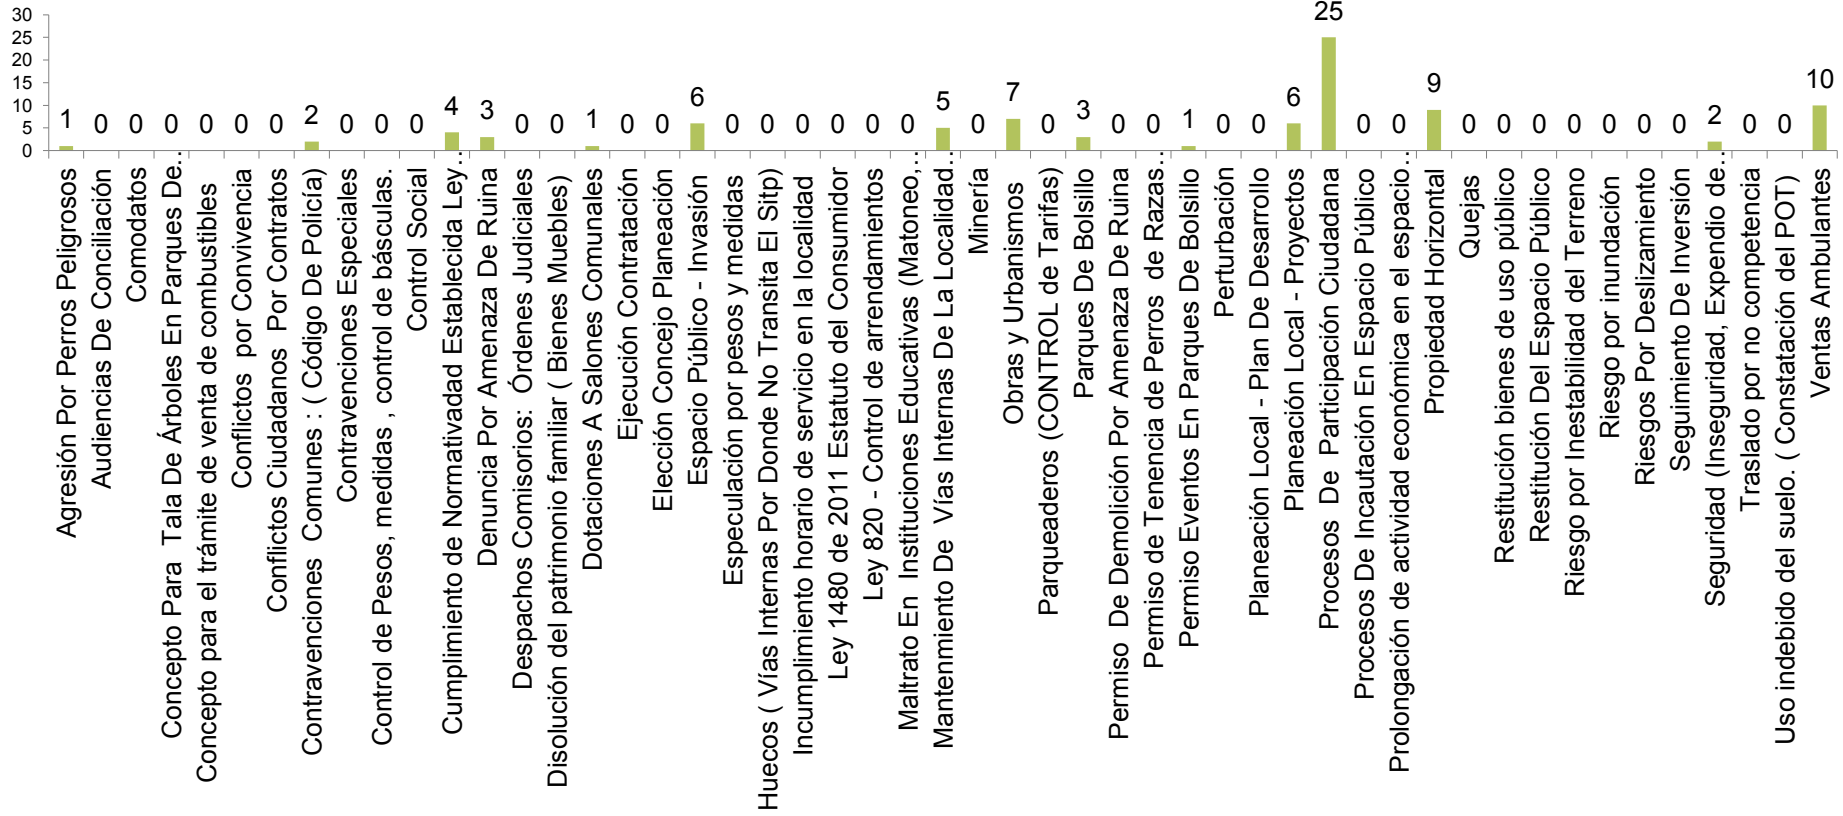 30
25
20
15
10
5
0
1
0
0
0
0
0
0
2
0
0
0
4
3
0
0
1
0
0
6
0
0
0
0
0
0
5
0
7
0
3
0
0
1
0
0
6
25
0
0
9
0
0
0
0
0
0
0
2
0
0
10
Agresión Por Perros Peligrosos
Audiencias De Conciliación
Comodatos
Concepto Para Tala De Árboles En Parques De…
Concepto para el trámite de venta de combustibles
Conflictos por Convivencia
Conflictos Ciudadanos Por Contratos
Contravenciones Comunes : ( Código De Policía)
Contravenciones Especiales
Control de Pesos, medidas , control de básculas.
Control Social
Cumplimiento de Normatividad Establecida Ley…
Denuncia Por Amenaza De Ruina
Despachos Comisorios: Órdenes Judiciales
Disolución del patrimonio familiar ( Bienes Muebles)
Dotaciones A Salones Comunales
Ejecución Contratación
Elección Concejo Planeación
Espacio Público - Invasión
Especulación por pesos y medidas
Huecos ( Vías Internas Por Donde No Transita El Sitp)
Incumplimiento horario de servicio en la localidad
Ley 1480 de 2011 Estatuto del Consumidor
Ley 820 - Control de arrendamientos
Maltrato En Instituciones Educativas (Matoneo,…
Mantenmiento De Vías Internas De La Localidad…
Minería
Obras y Urbanismos
Parqueaderos (CONTROL de Tarifas)
Parques De Bolsillo
Permiso De Demolición Por Amenaza De Ruina
Permiso de Tenencia de Perros de Razas…
Permiso Eventos En Parques De Bolsillo
Perturbación
Planeación Local - Plan De Desarrollo
Planeación Local - Proyectos
Procesos De Participación Ciudadana
Procesos De Incautación En Espacio Público
Prolongación de actividad económica en el espacio…
Propiedad Horizontal
Quejas
Restitución bienes de uso público
Restitución Del Espacio Público
Riesgo por Inestabilidad del Terreno
Riesgo por inundación
Riesgos Por Deslizamiento
Seguimiento De Inversión
Seguridad (Inseguridad, Expendio de…
Traslado por no competencia
Uso indebido del suelo. ( Constatación del POT)
Ventas Ambulantes